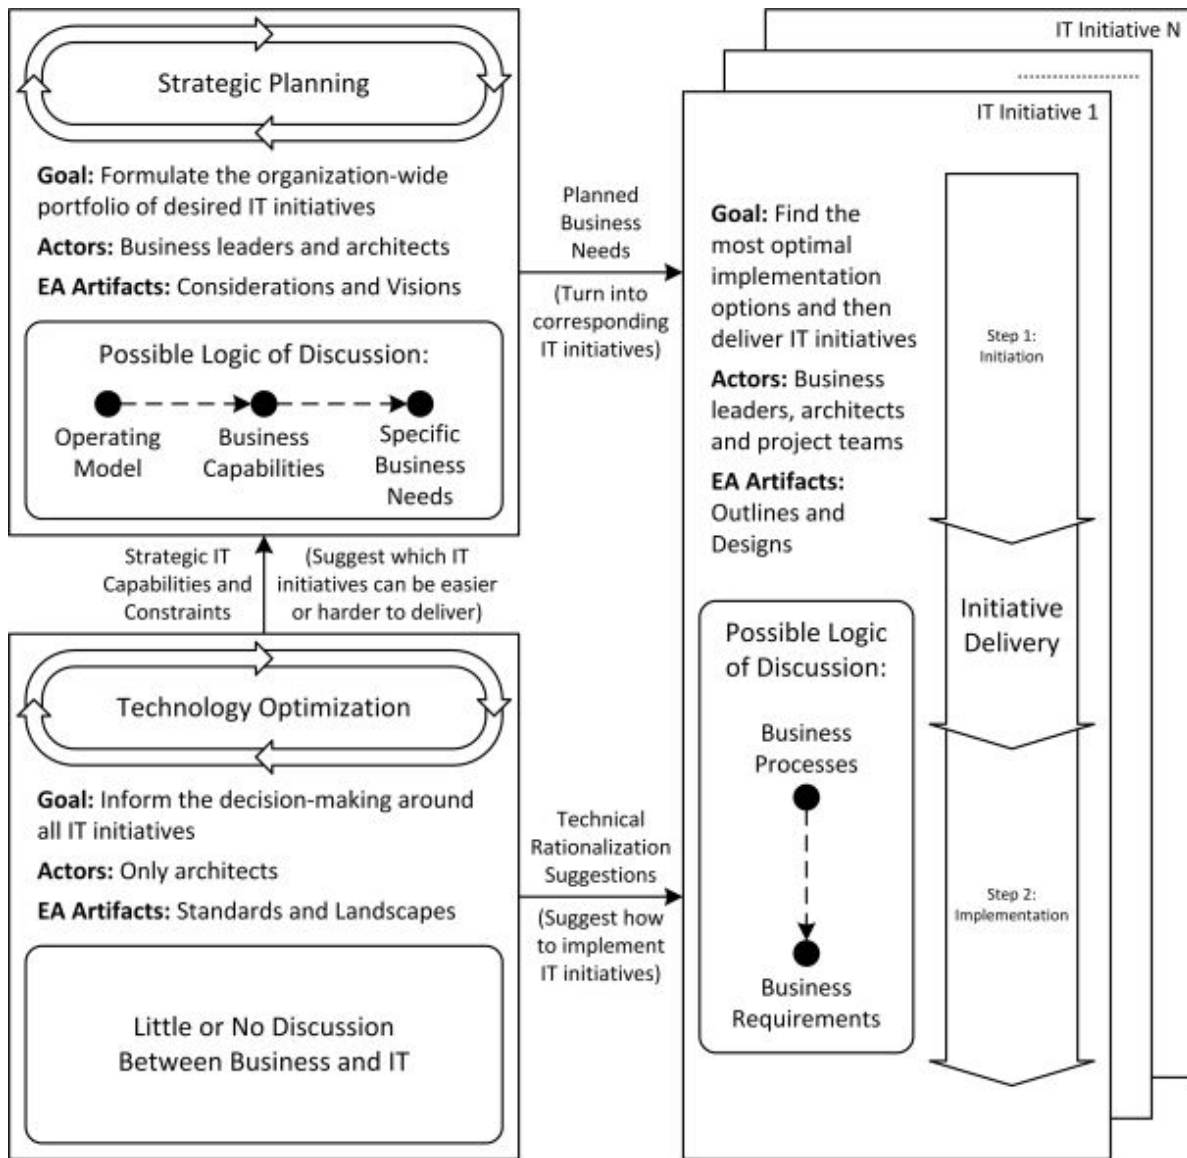 Strategic Planning
Goal: Formulate the organization-wide
portfolio of desired IT initiatives
Actors: Business leaders and architects
EA Artifacts: Considerations and Visions
Possible Logic of Discussion:
Operating
Model
Business
Capabilities
Specific
Business
Needs
Planned
Business
Needs
(Turn into
corresponding
IT initiatives)
Strategic IT
Capabilities and
Constraints
(Suggest which IT
initiatives can be easier
or harder to deliver)
Technology Optimization
Goal: Inform the decision-making around
all IT initiatives
Actors: Only architects
EA Artifacts: Standards and Landscapes
Little or No Discussion
Between Business and IT
Technical
Rationalization
Suggestions
(Suggest how
to implement
IT initiatives)
IT Initiative N
....................
IT Initiative 1
Goal: Find the
most optimal
implementation
options and then
deliver IT initiatives
Actors: Business
leaders, architects
and project teams
EA Artifacts:
Outlines and
Designs
Possible Logic
of Discussion:
Business
Processes
Business
Requirements
Step 1:
Initiation
Initiative
Delivery
Step 2:
Implementation